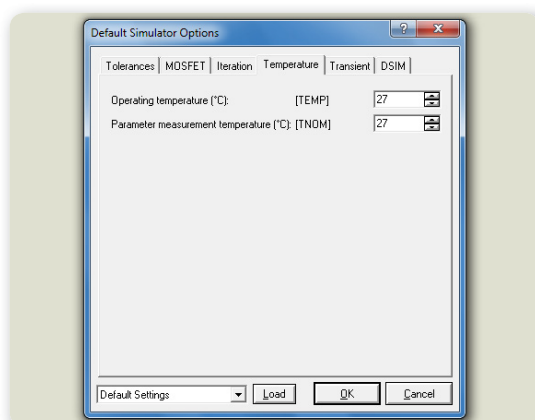 Default Simulator Options
Tolerances MOSFET Iteration Temperature Transient DSIM
Operating temperature (°C): [TEMP] 27
Parameter measurement temperature (°C): [TNOM] 27
Default Settings Load OK Cancel